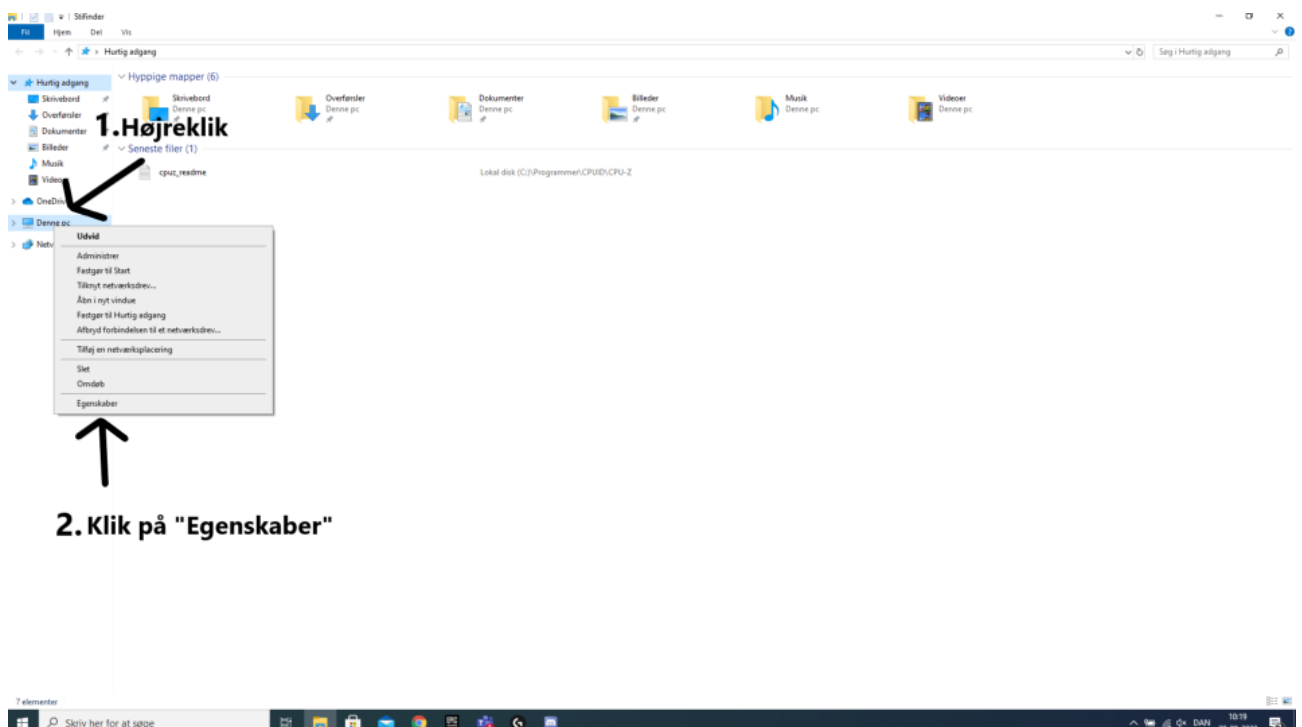 Stifinder
Fil Hjem Del Vis
Hurtig adgang
Søg i Hurtig adgang
Hurtig adgang
Skrivebord
Overførsler
Dokumenter
Billeder
Musik
Videoer
OneDrive
Denne pc
Netv
Hyppige mapper (6)
Skrivebord
Denne pc
Overførsler
Denne pc
Dokumenter
Denne pc
Billeder
Denne pc
Musik
Denne pc
Videoer
Denne pc
1.Højreklik
Seneste filer (1)
cpuz_readme
Lokal disk (C:)\Programmer\CPUID\CPU-Z
Udvid
Administrer
Fastgør til Start
Tilknyt netværksdrev...
Åbn i nyt vindue
Fastgør til Hurtig adgang
Afbryd forbindelsen til et netværksdrev...
Tilføj en netværksplacering
Slet
Omdøb
Egenskaber
2. Klik på "Egenskaber"
7 elementer
Skriv her for at søge
DAN
10:19